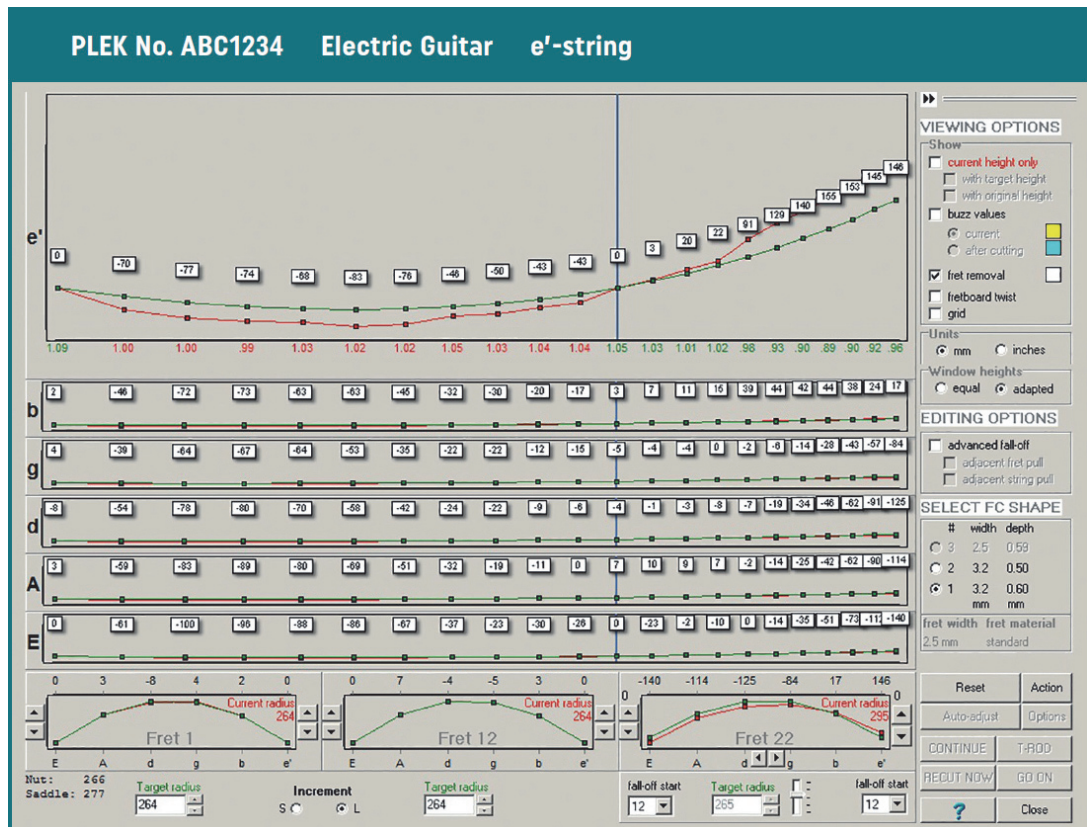 PLEK No. ABC1234 Electric Guitar e'-string
e'
0 -70 -77 -74 -68 -83 -76 -46 -50 -43 -43 0 3 20 22 91 129 140 155 153 145 146
1.09 1.00 1.00 .99 1.03 1.02 1.02 1.05 1.03 1.04 1.04 1.05 1.03 1.01 1.02 .98 .93 .90 .89 .90 .92 .96
b 2 -46 -72 -73 -63 -63 -45 -32 -30 -20 -17 3 7 11 15 39 44 42 44 38 24 17
g 4 -39 -64 -67 -64 -53 -35 -22 -22 -12 -15 -5 -4 -4 0 -2 -6 -14 -28 -43 -57 -84
d -8 -54 -78 -80 -70 -58 -42 -24 -22 -9 -6 -4 -1 -3 -8 -7 -19 -34 -46 -62 -91 -125
A 3 -59 -83 -89 -80 -69 -51 -32 -19 -11 0 7 10 9 7 -2 -14 -25 -42 -62 -90 -114
E 0 -61 -100 -96 -88 -86 -67 -37 -23 -30 -26 0 -23 -2 -10 0 -14 -35 -51 -73 -140
0 3 -8 4 2 0
Current radius
264
Fret 1
E A d g b e'
0 7 -4 -5 3 0
Current radius
264
Fret 12
E A d g b e'
-140 -114 -125 -84 17 146
0 0
Current radius
295
Fret 22
E A d g b e'
Nut: 266
Saddle: 277
Target radius
264
Increment
S L
Target radius
264
fall-off start
12
Target radius
265
fall-off start
12
VIEWING OPTIONS
Show
current height only
with target height
with original height
buzz values
current
after cutting
fret removal
fretboard twist
grid
Units
mm inches
Window heights
equal adapted
EDITING OPTIONS
advanced fall-off
adjacent fret pull
adjacent string pull
SELECT FC SHAPE
# width depth
3 2.5 0.59
2 3.2 0.50
1 3.2 0.60
mm mm
fret width fret material
2.5 mm standard
Reset Action
Auto-adjust Options
CONTINUE T-ROD
RECUT NOW GO ON
? Close